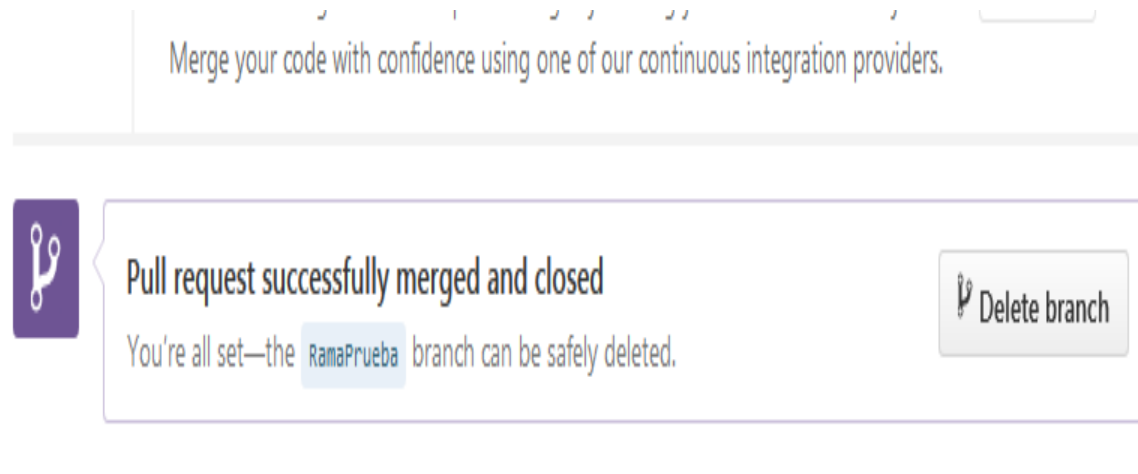 Merge your code with confidence using one of our continuous integration providers.
Pull request successfully merged and closed
Delete branch
You're all set—the RamaPrueba branch can be safely deleted.